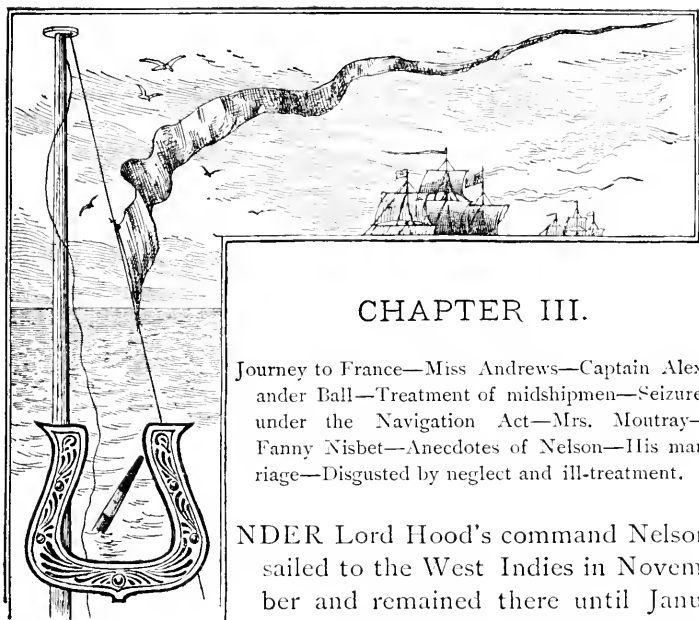 CHAPTER III.
Journey to France—Miss Andrews—Captain Alex
ander Ball—Treatment of midshipmen—Seizure
under the Navigation Act—Mrs. Moutray—
Fanny Nisbet—Anecdotes of Nelson—His mar
riage—Disgusted by neglect and ill-treatment.
UNDER Lord Hood's command Nelson
sailed to the West Indies in Novem
ber and remained there until Janu